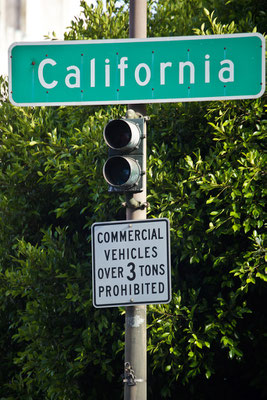 California
COMMERCIAL
VEHICLES
OVER 3 TONS
PROHIBITED